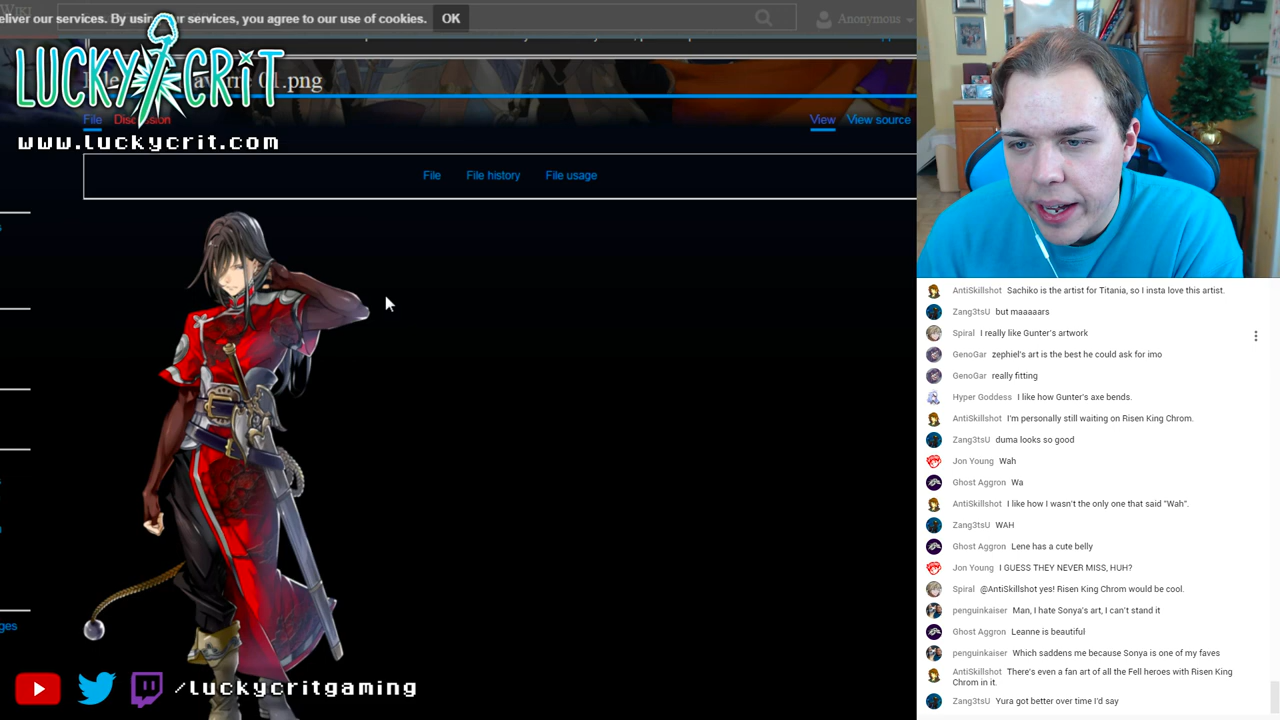 eliver our services. By using our services, you agree to our use of cookies. OK
Anonymous
LUCKY CRIT
01.png
www.luckycrit.com
File Discussion View View source
File File history File usage
ges
/luckycritgaming
AntiSkillshot Sachiko is the artist for Titania, so I insta love this artist.
Zang3tsU but maaaaars
Spiral I really like Gunter's artwork
GenoGar zephiel's art is the best he could ask for imo
GenoGar really fitting
Hyper Goddess I like how Gunter's axe bends.
AntiSkillshot I'm personally still waiting on Risen King Chrom.
Zang3tsU duma looks so good
Jon Young Wah
Ghost Aggron Wa
AntiSkillshot I like how I wasn't the only one that said "Wah".
Zang3tsU WAH
Ghost Aggron Lene has a cute belly
Jon Young I GUESS THEY NEVER MISS, HUH?
Spiral @AntiSkillshot yes! Risen King Chrom would be cool.
penguinkaiser Man, I hate Sonya's art, I can't stand it
Ghost Aggron Leanne is beautiful
penguinkaiser Which saddens me because Sonya is one of my faves
AntiSkillshot There's even a fan art of all the Fell heroes with Risen King
Chrom in it.
Zang3tsU Yura got better over time I'd say